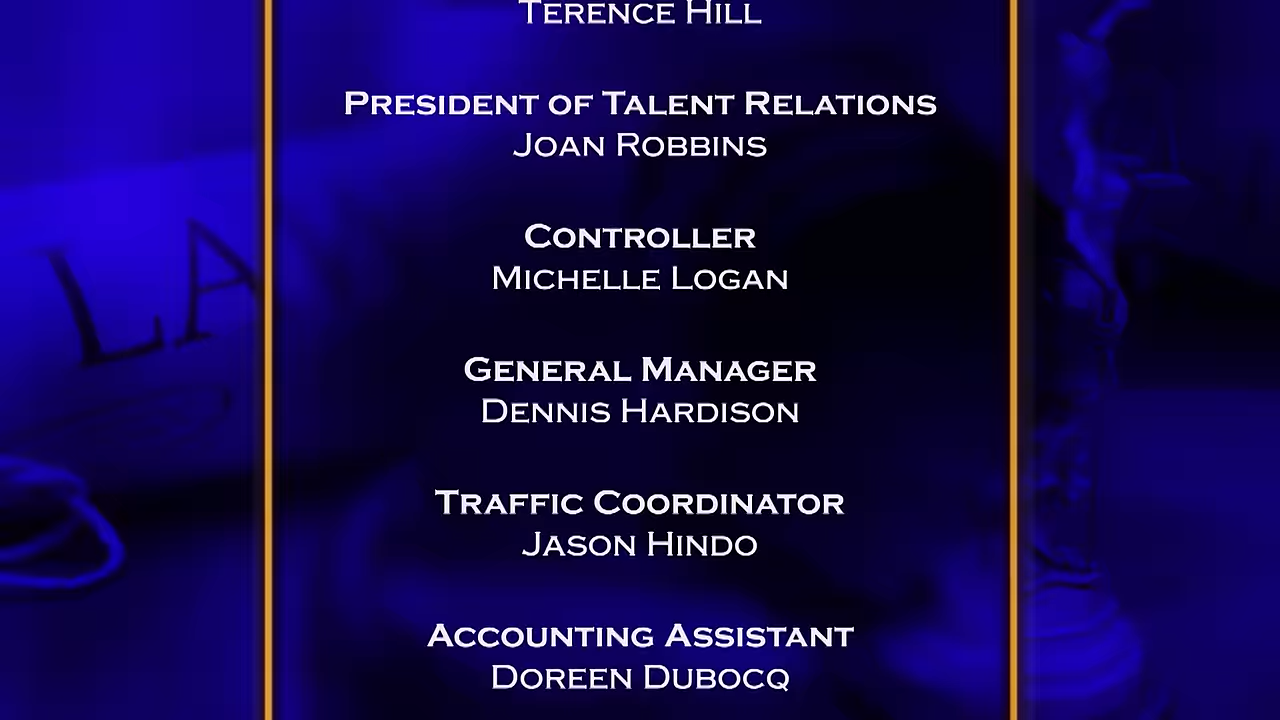 Terence Hill
President of Talent Relations
Joan Robbins
Controller
Michelle Logan
General Manager
Dennis Hardison
Traffic Coordinator
Jason Hindo
Accounting Assistant
Doreen Dubocq
LA